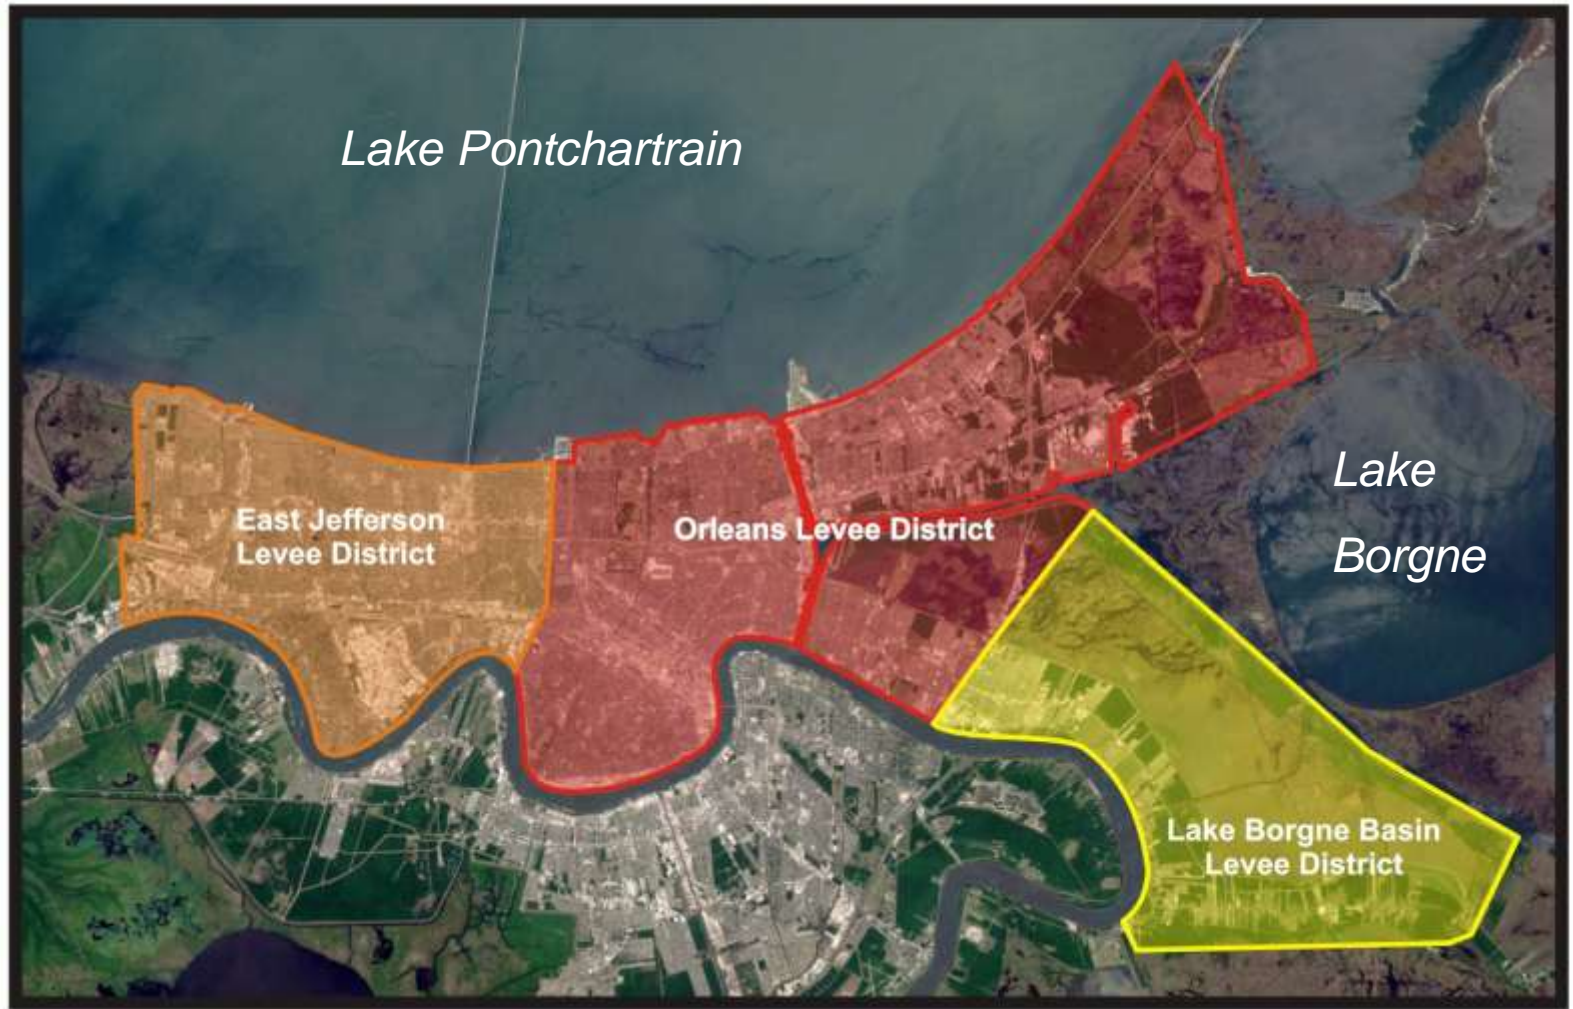 Lake Pontchartrain
Lake
Borgne
East Jefferson
Levee District
Orleans Levee District
Lake Borgne Basin
Levee District